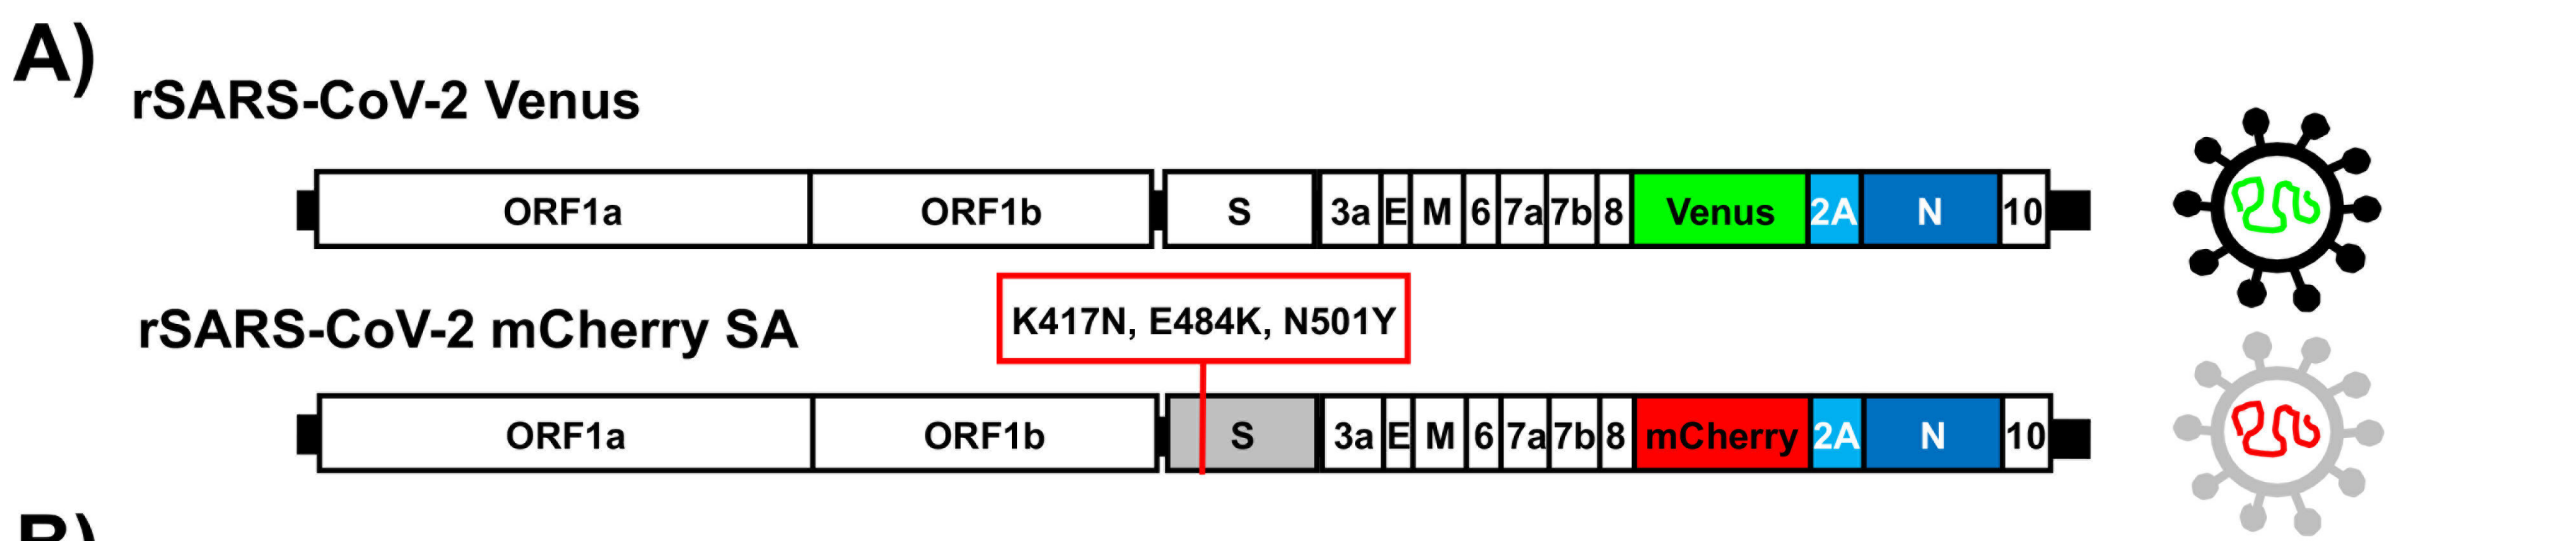 A)
rSARS-CoV-2 Venus
ORF1a ORF1b S 3a E M 6 7a 7b 8 Venus 2A N 10
K417N, E484K, N501Y
rSARS-CoV-2 mCherry SA
ORF1a ORF1b S 3a E M 6 7a 7b 8 mCherry 2A N 10
B)